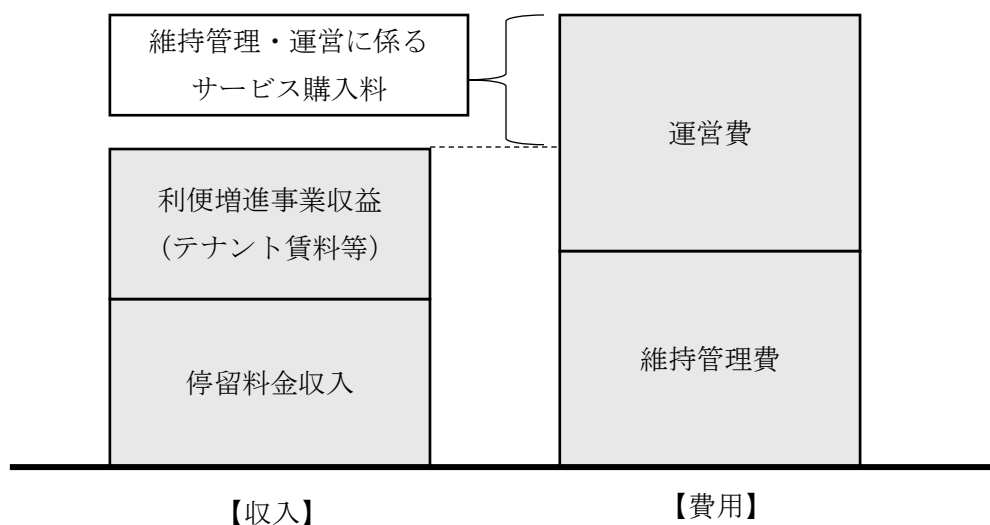 維持管理・運営に係る
サービス購入料
運営費
利便増進事業収益
（テナント賃料等）
維持管理費
停留料金収入
【収入】
【費用】